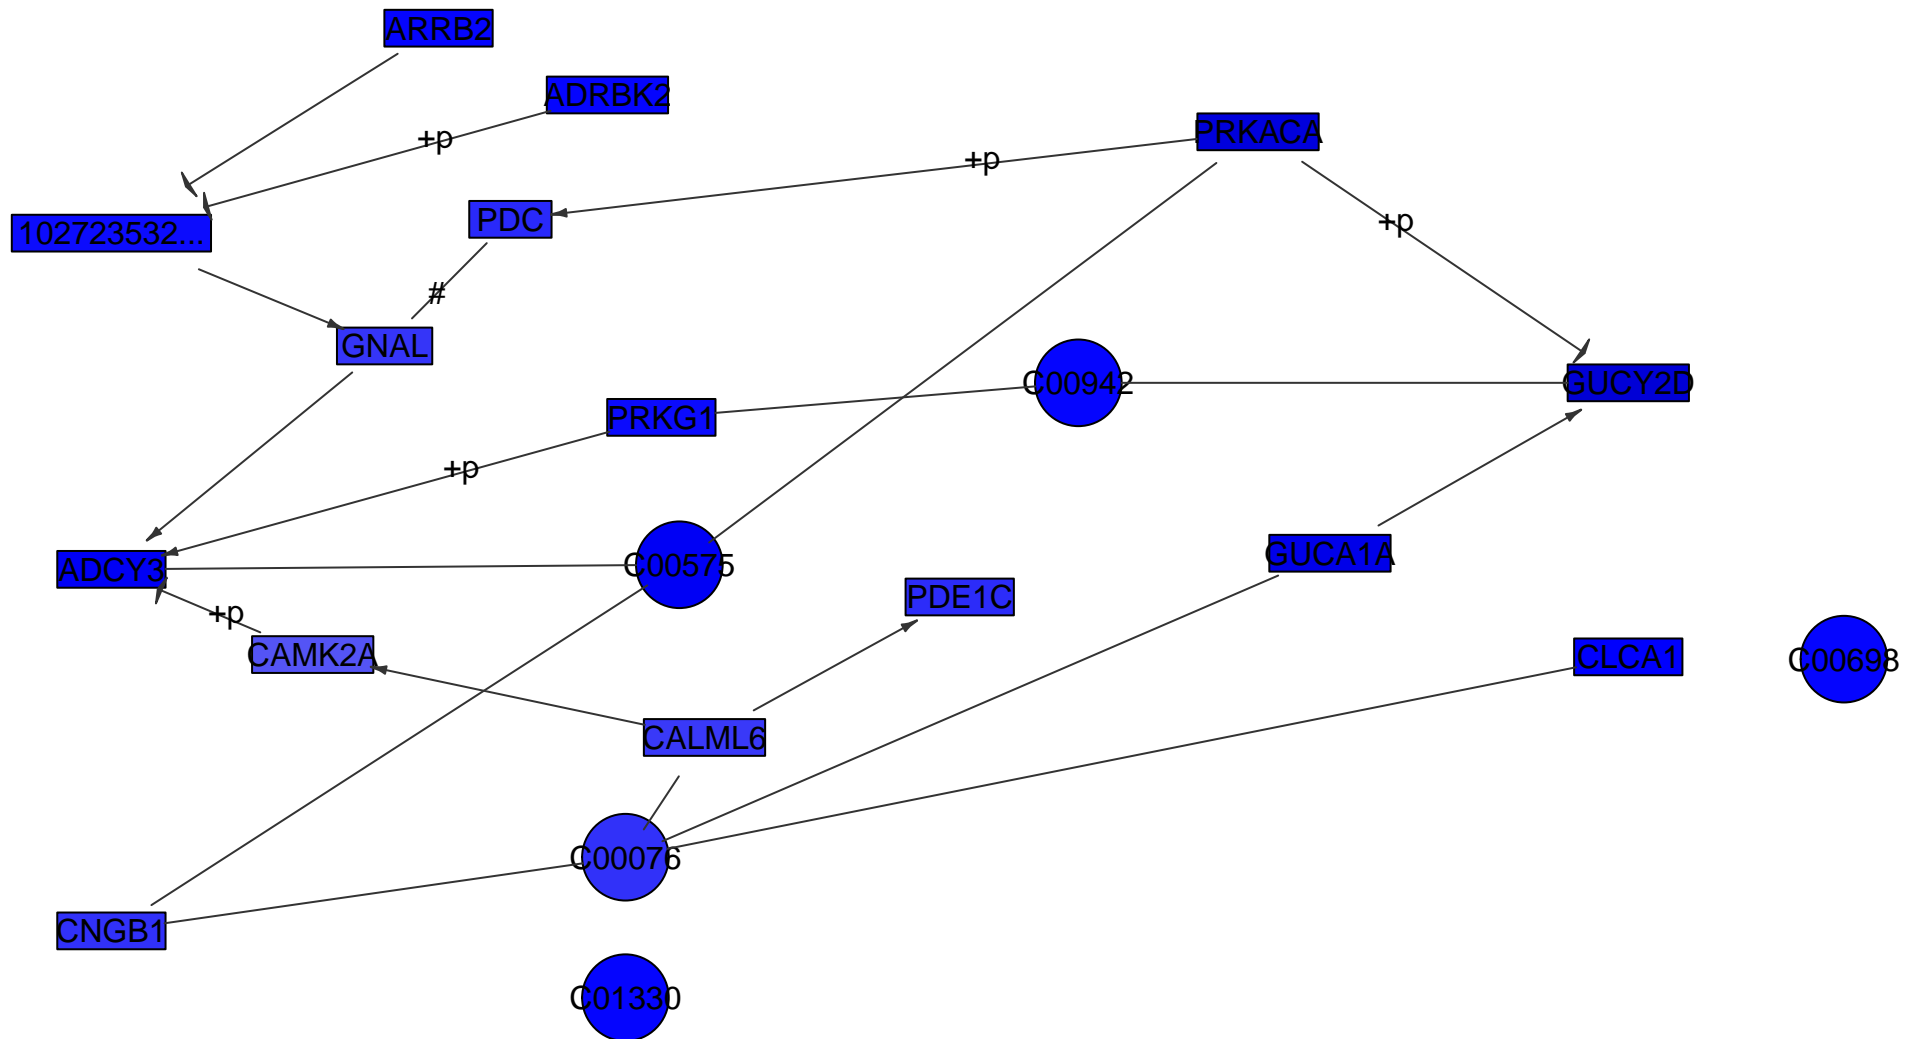 ARRB2
ADRBK2
PRKACA
+p
+p
102723532...
PDC
+p
#
GNAL
C00942
GUCY2D
PRKG1
+p
ADCY3
C00575
GUCA1A
PDE1C
+p
CAMK2A
CLCA1
C00698
CALML6
C00076
CNGB1
C01330